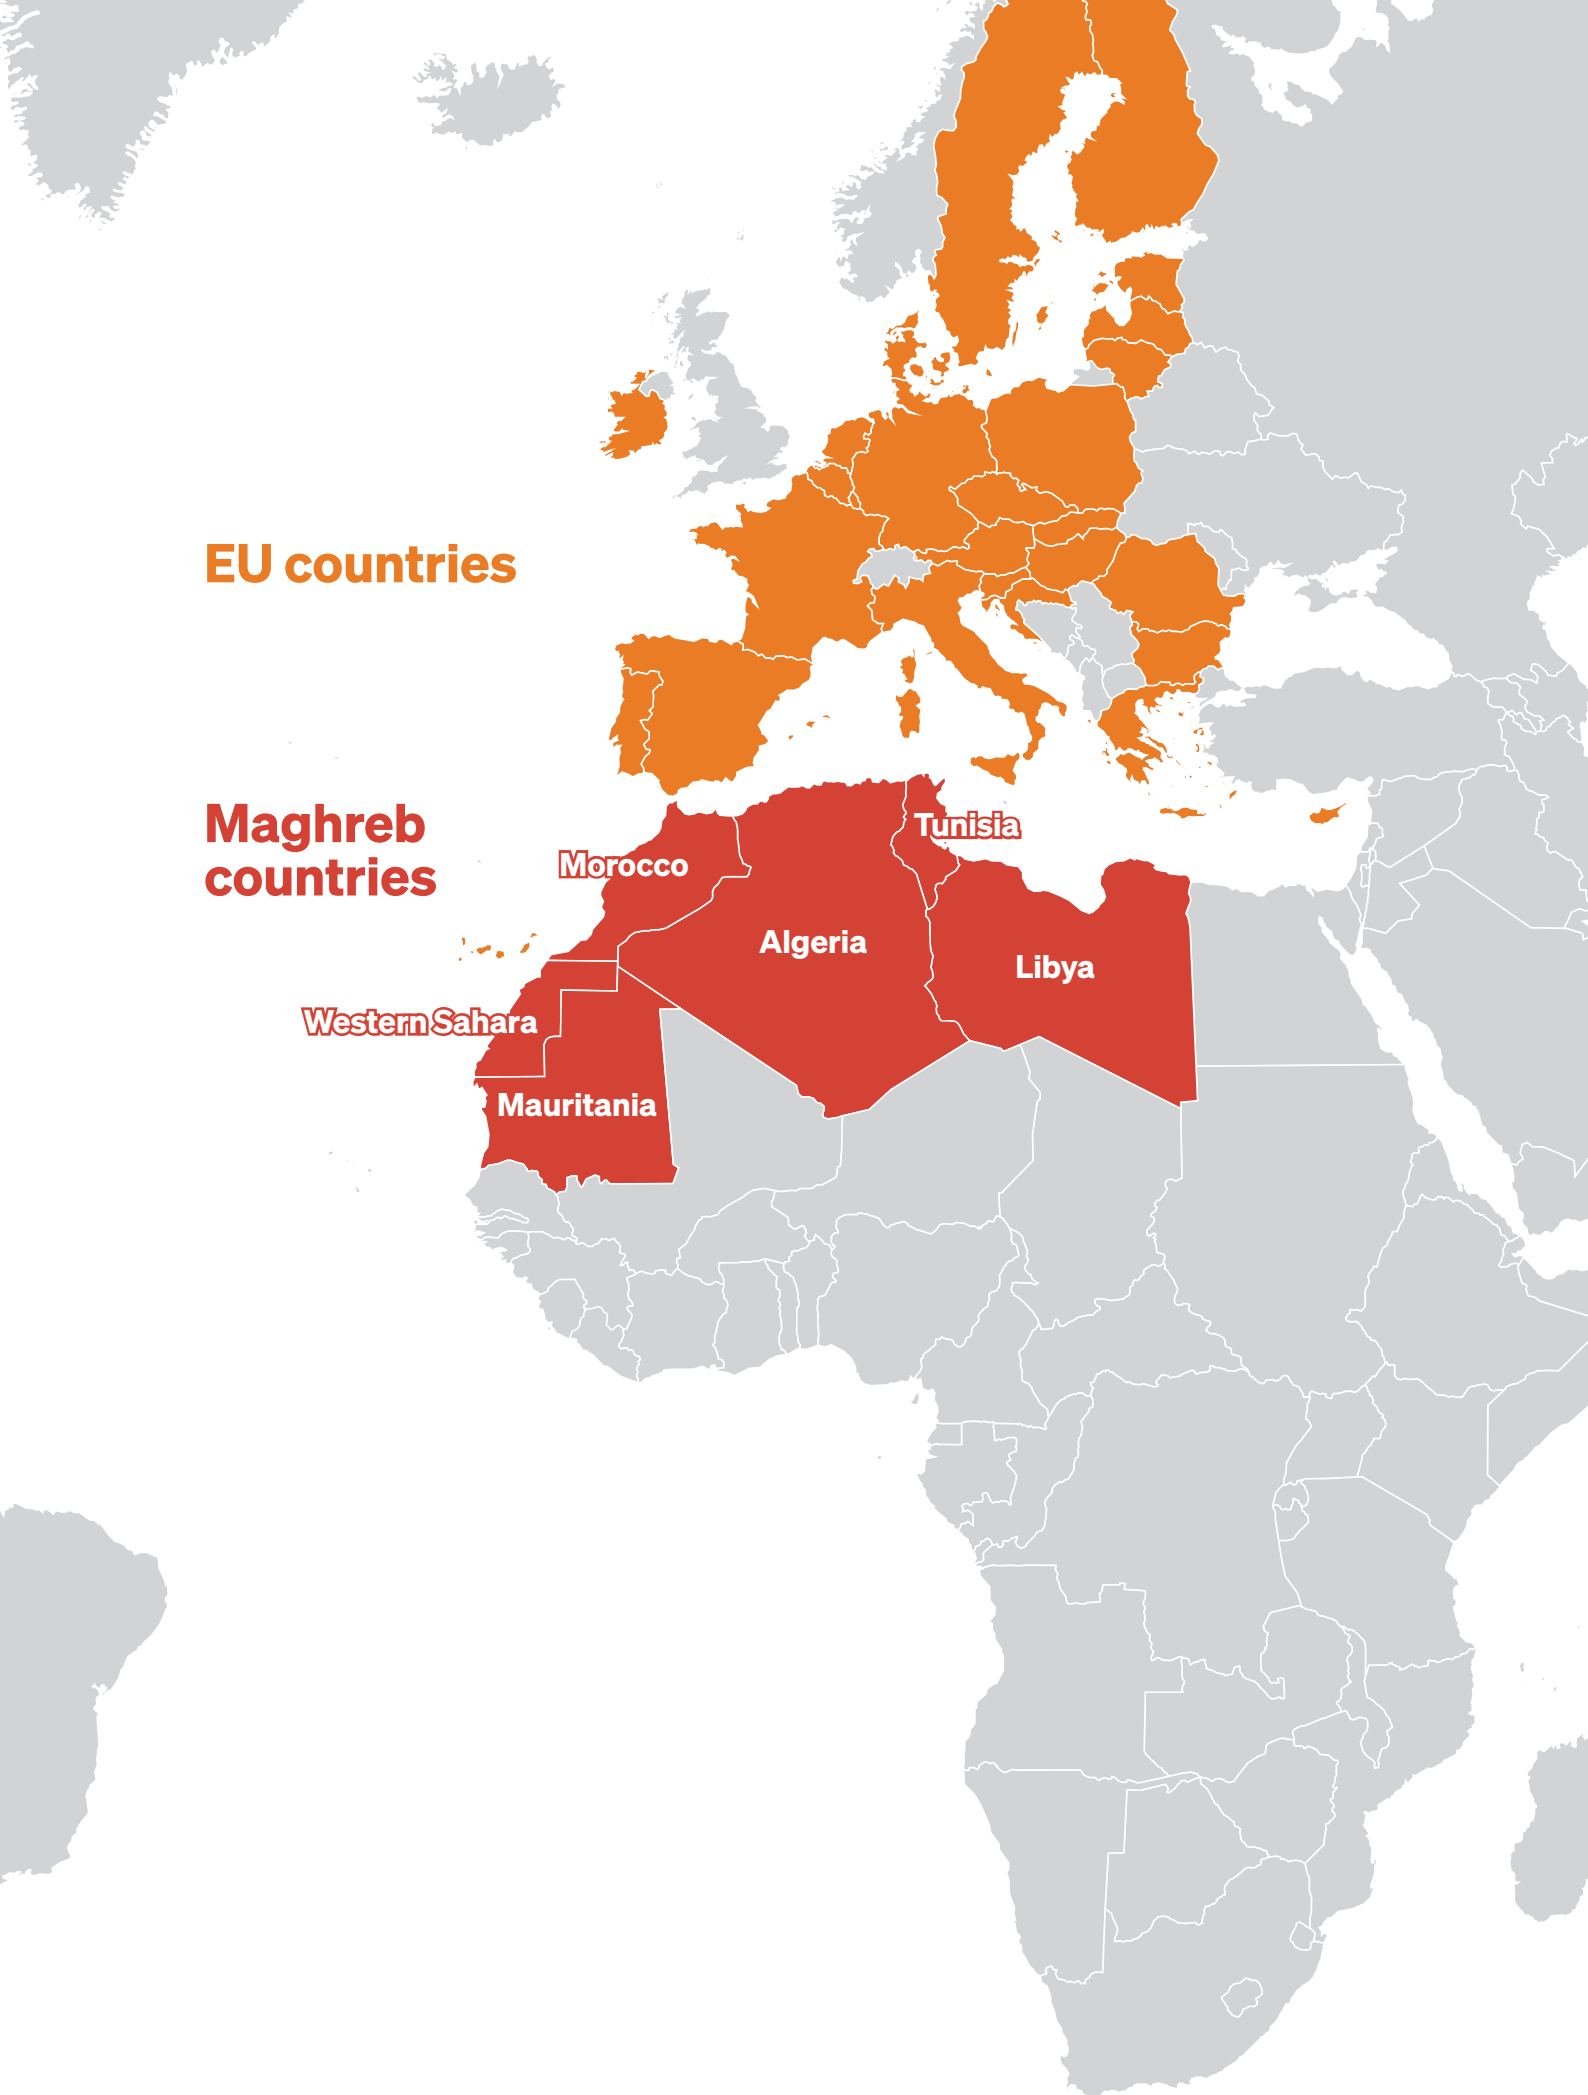 EU countries
Maghreb
countries
Tunisia
Morocco
Algeria
Libya
Western Sahara
Mauritania